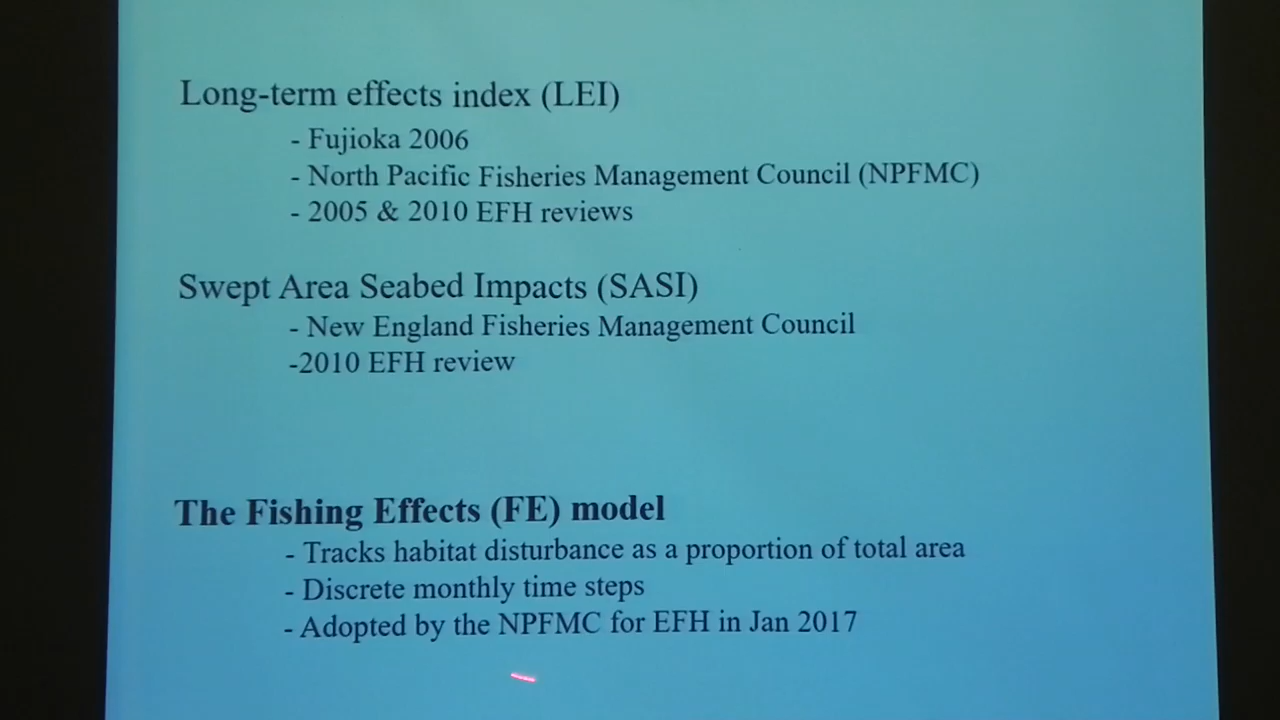 Long-term effects index (LEI)
- Fujioka 2006
- North Pacific Fisheries Management Council (NPFMC)
- 2005 & 2010 EFH reviews
Swept Area Seabed Impacts (SASI)
- New England Fisheries Management Council
-2010 EFH review
The Fishing Effects (FE) model
- Tracks habitat disturbance as a proportion of total area
- Discrete monthly time steps
- Adopted by the NPFMC for EFH in Jan 2017